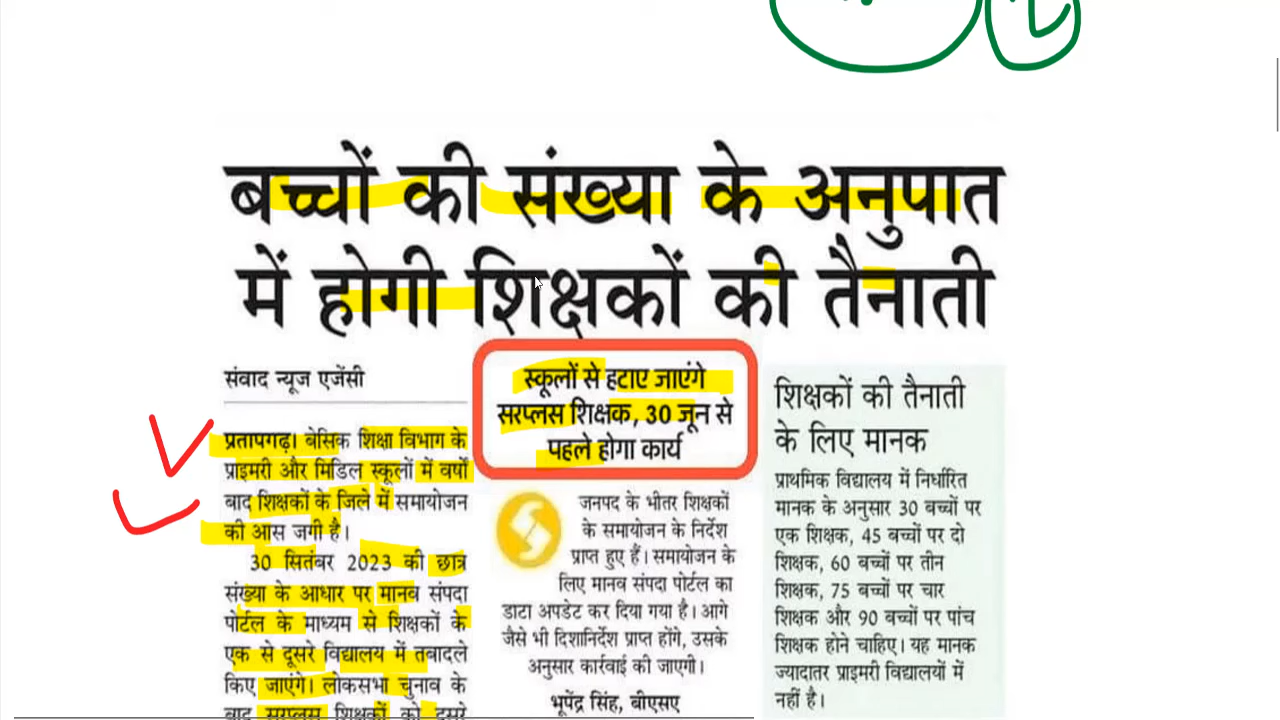 बच्चों की संख्या के अनुपात
में होगी शिक्षकों की तैनाती
संवाद न्यूज एजेंसी
प्रतापगढ़। बेसिक शिक्षा विभाग के
प्राइमरी और मिडिल स्कूलों में वर्षों
बाद शिक्षकों के जिले में समायोजन
की आस जगी है।
30 सितंबर 2023 की छात्र
संख्या के आधार पर मानव संपदा
पोर्टल के माध्यम से शिक्षकों के
एक से दूसरे विद्यालय में तबादले
किए जाएंगे। लोकसभा चुनाव के
बाद सरप्लस शिक्षकों को दूसरे
स्कूलों से हटाए जाएंगे
सरप्लस शिक्षक, 30 जून से
पहले होगा कार्य
जनपद के भीतर शिक्षकों
के समायोजन के निर्देश
प्राप्त हुए हैं। समायोजन के
लिए मानव संपदा पोर्टल का
डाटा अपडेट कर दिया गया है। आगे
जैसे भी दिशानिर्देश प्राप्त होंगे, उसके
अनुसार कार्रवाई की जाएगी।
भूपेंद्र सिंह, बीएसए
शिक्षकों की तैनाती
के लिए मानक
प्राथमिक विद्यालय में निर्धारित
मानक के अनुसार 30 बच्चों पर
एक शिक्षक, 45 बच्चों पर दो
शिक्षक, 60 बच्चों पर तीन
शिक्षक, 75 बच्चों पर चार
शिक्षक और 90 बच्चों पर पांच
शिक्षक होने चाहिए। यह मानक
ज्यादातर प्राइमरी विद्यालयों में
नहीं है।